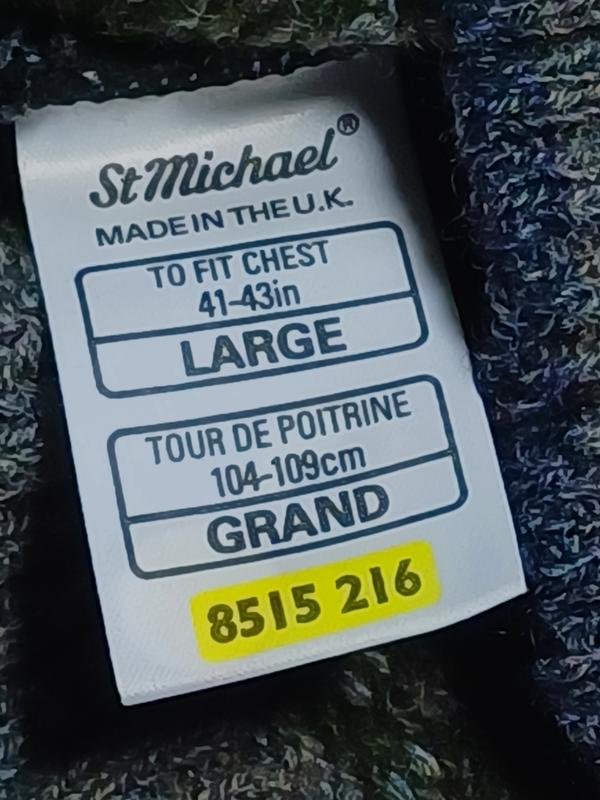 St Michael®
MADE IN THE U.K.
TO FIT CHEST
41-43in
LARGE
TOUR DE POITRINE
104-109cm
GRAND
8515 216